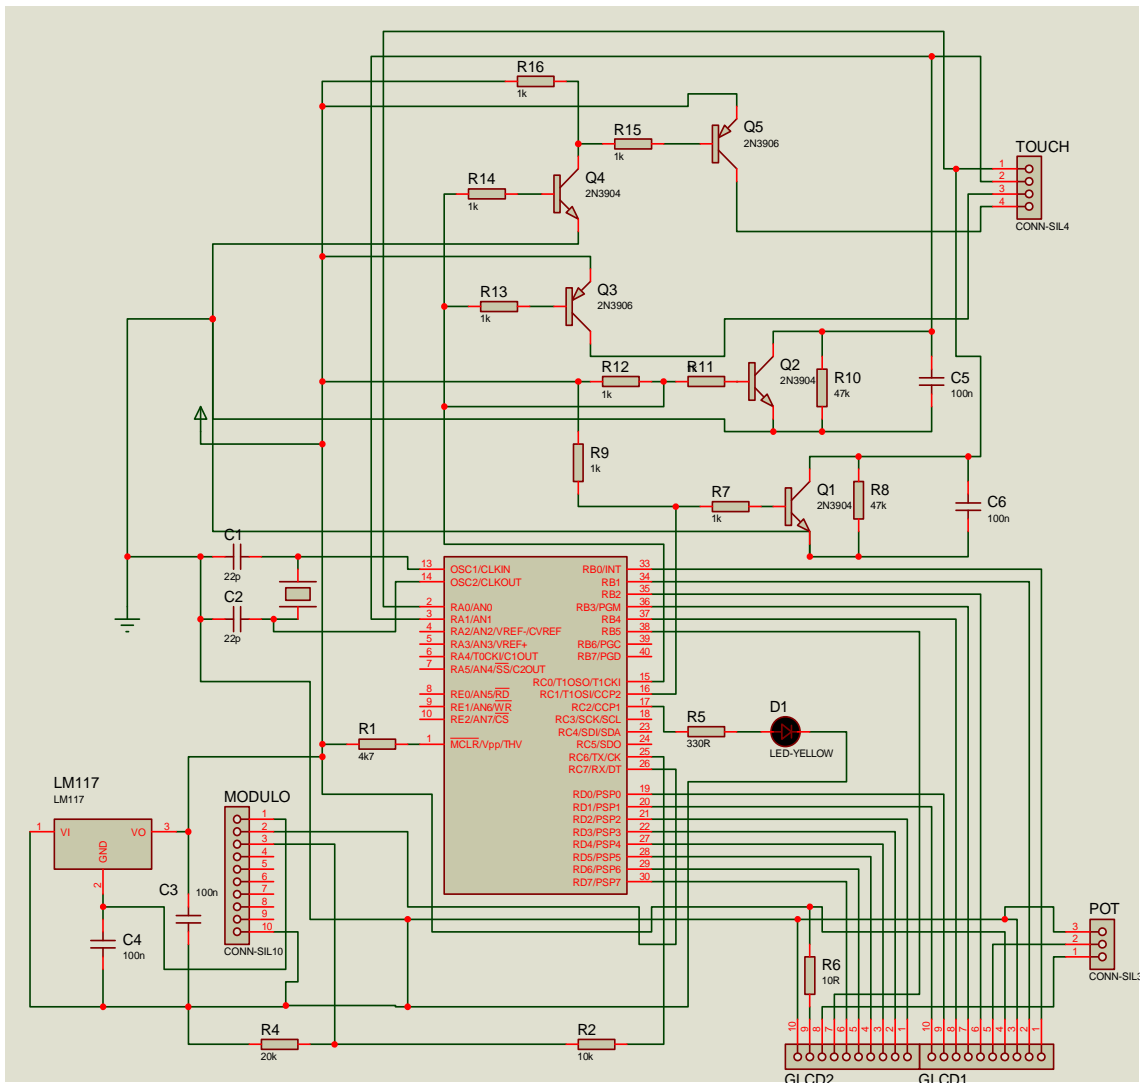 R16
1k
Q5
2N3906
R15
1k
TOUCH
1
2
3
4
CONN-SIL4
Q4
2N3904
R14
1k
Q3
2N3906
R13
1k
R12
1k
R11
Q2
2N3904
R10
47k
C5
100n
R9
1k
R7
1k
Q1
2N3904
R8
47k
C6
100n
C1
22p
C2
22p
13 OSC1/CLKIN
14 OSC2/CLKOUT
2 RA0/AN0
3 RA1/AN1
4 RA2/AN2/VREF-/CVREF
5 RA3/AN3/VREF+
6 RA4/T0CKI/C1OUT
7 RA5/AN4/SS/C2OUT
8 RE0/AN5/RD
9 RE1/AN6/WR
10 RE2/AN7/CS
1 MCLR/Vpp/THV
RB0/INT 33
RB1 34
RB2 35
RB3/PGM 36
RB4 37
RB5 38
RB6/PGC 39
RB7/PGD 40
RC0/T1OSO/T1CKI 15
RC1/T1OSI/CCP2 16
RC2/CCP1 17
RC3/SCK/SCL 18
RC4/SDI/SDA 23
RC5/SDO 24
RC6/TX/CK 25
RC7/RX/DT 26
RD0/PSP0 19
RD1/PSP1 20
RD2/PSP2 21
RD3/PSP3 22
RD4/PSP4 27
RD5/PSP5 28
RD6/PSP6 29
RD7/PSP7 30
R1
4k7
R5
330R
D1
LED-YELLOW
LM117
LM117
1 VI VO 3
GND
2
MODULO
1
2
3
4
5
6
7
8
9
10
CONN-SIL10
C3
100n
C4
100n
R4
20k
R2
10k
R6
10R
POT
3
2
1
CONN-SIL3
10 9 8 7 6 5 4 3 2 1
10 9 8 7 6 5 4 3 2 1
GLCD2 GLCD1